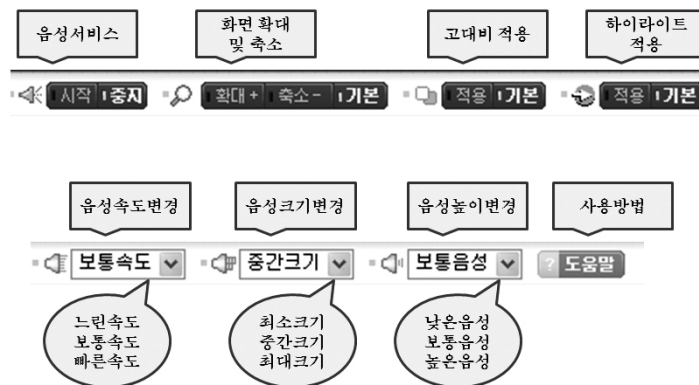 음성서비스
화면 확대
및 축소
고대비 적용
하이라이트
적용
시작 중지
확대+ 축소- 기본
적용 기본
적용 기본
음성속도변경
음성크기변경
음성높이변경
사용방법
보통속도
중간크기
보통음성
? 도움말
느린속도
보통속도
빠른속도
최소크기
중간크기
최대크기
낮은음성
보통음성
높은음성